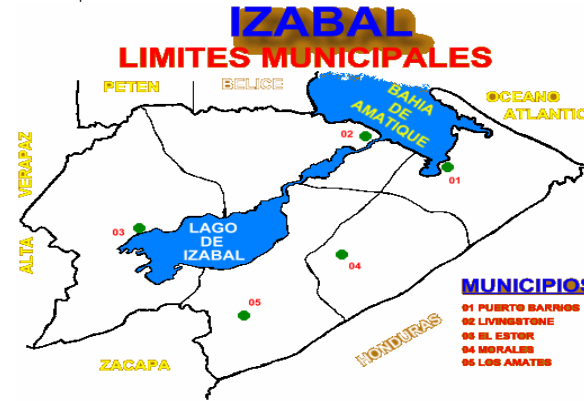 IZABAL
LIMITES MUNICIPALES
PETEN
BELICE
BAHIA
DE
AMATIQUE
OCEANO
ATLANTIC
ALTA VERAPAZ
02
01
03
LAGO
DE
IZABAL
04
05
HONDURAS
ZACAPA
MUNICIPIOS
01 PUERTO BARRIOS
02 LIVINGSTONE
03 EL ESTOR
04 MORALES
05 LOS AMATES